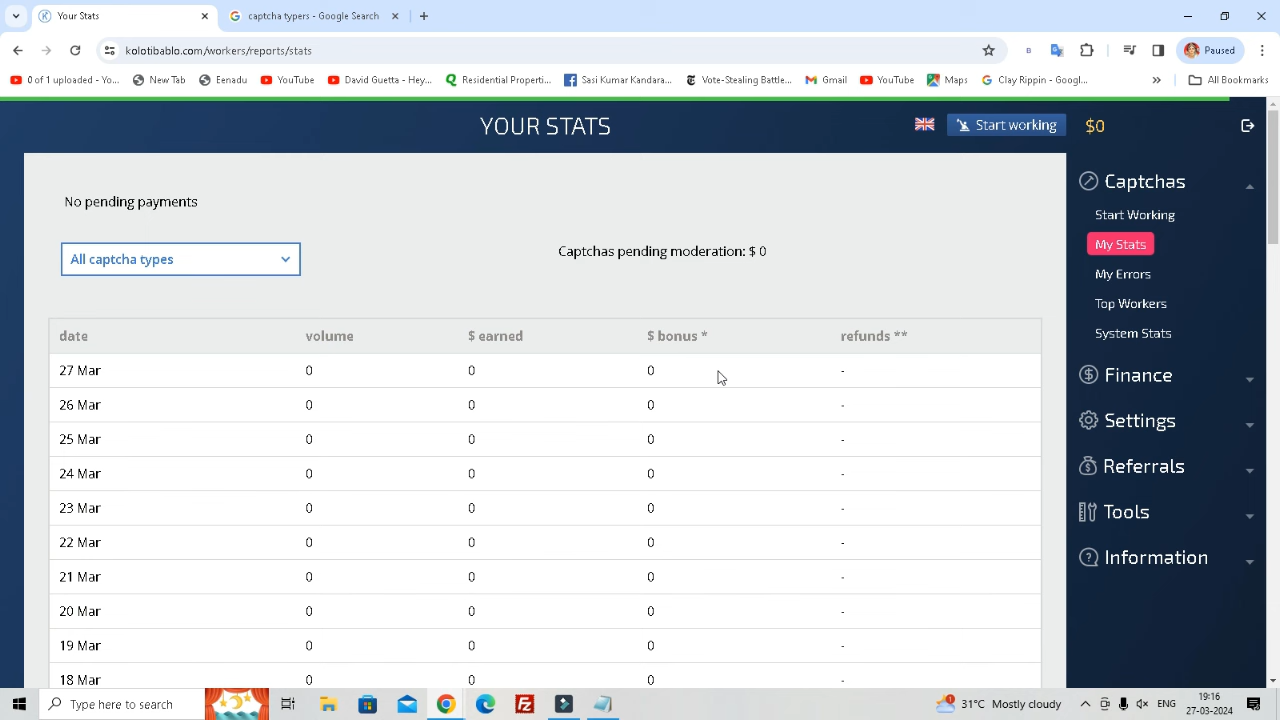 Your Stats
captcha typers - Google Search
kolotibablo.com/workers/reports/stats
Paused
0 of 1 uploaded - Yo...
New Tab
Eenadu
YouTube
David Guetta - Hey,...
Residential Properti...
Sasi Kumar Kandara...
Vote-Stealing Battle...
Gmail
YouTube
Maps
Clay Rippin - Googl...
All Bookmarks
YOUR STATS
Start working
$0
No pending payments
All captcha types
Captchas pending moderation: $ 0
date volume $ earned $ bonus * refunds **
27 Mar 0 0 0 -
26 Mar 0 0 0 -
25 Mar 0 0 0 -
24 Mar 0 0 0 -
23 Mar 0 0 0 -
22 Mar 0 0 0 -
21 Mar 0 0 0 -
20 Mar 0 0 0 -
19 Mar 0 0 0 -
18 Mar 0 0 0 -
Captchas
Start Working
My Stats
My Errors
Top Workers
System Stats
Finance
Settings
Referrals
Tools
Information
Type here to search
31°C Mostly cloudy
ENG
19:16
27-03-2024